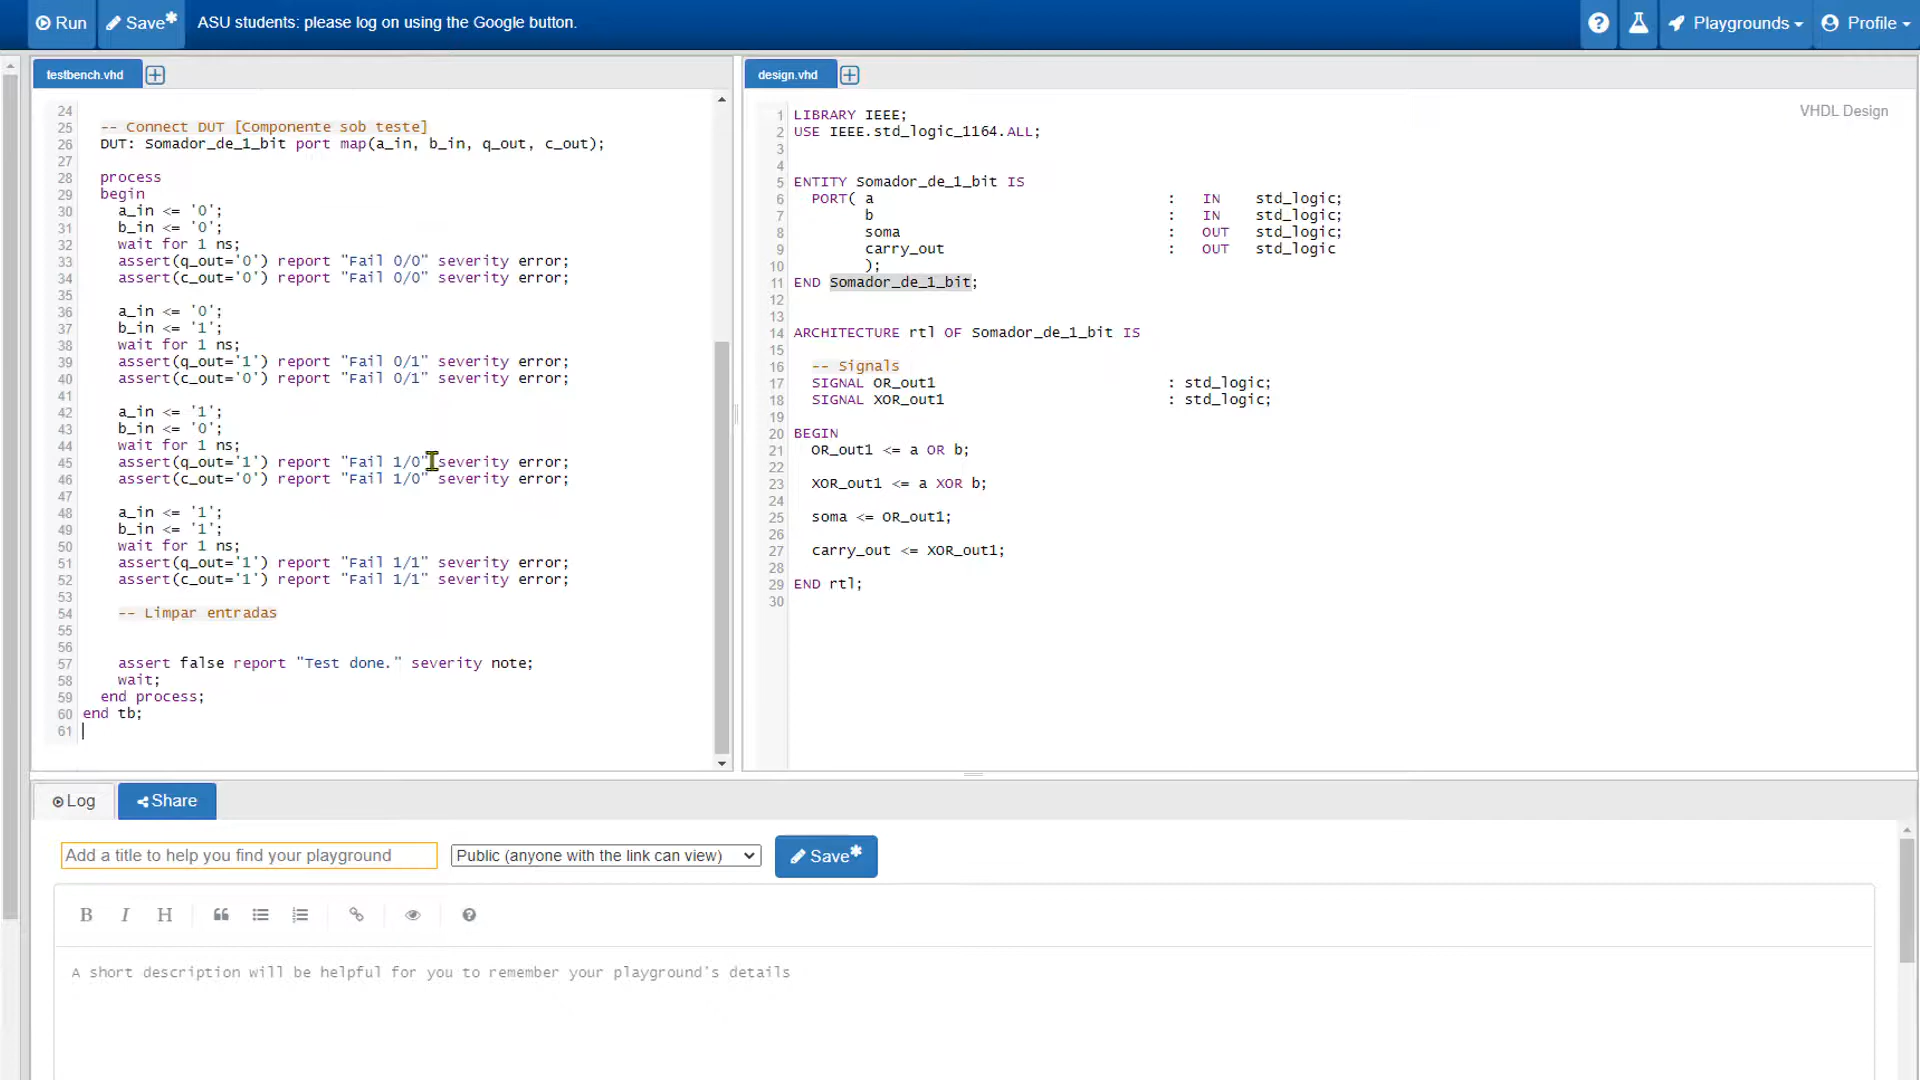 Run
Save*
ASU students: please log on using the Google button.
Playgrounds
Profile
testbench.vhd
24
25 -- Connect DUT [Componente sob teste]
26 DUT: Somador_de_1_bit port map(a_in, b_in, q_out, c_out);
27
28 process
29 begin
30 a_in <= '0';
31 b_in <= '0';
32 wait for 1 ns;
33 assert(q_out='0') report "Fail 0/0" severity error;
34 assert(c_out='0') report "Fail 0/0" severity error;
35
36 a_in <= '0';
37 b_in <= '1';
38 wait for 1 ns;
39 assert(q_out='1') report "Fail 0/1" severity error;
40 assert(c_out='0') report "Fail 0/1" severity error;
41
42 a_in <= '1';
43 b_in <= '0';
44 wait for 1 ns;
45 assert(q_out='1') report "Fail 1/0" severity error;
46 assert(c_out='0') report "Fail 1/0" severity error;
47
48 a_in <= '1';
49 b_in <= '1';
50 wait for 1 ns;
51 assert(q_out='1') report "Fail 1/1" severity error;
52 assert(c_out='1') report "Fail 1/1" severity error;
53
54 -- Limpar entradas
55
56
57 assert false report "Test done." severity note;
58 wait;
59 end process;
60 end tb;
61
design.vhd
VHDL Design
1 LIBRARY IEEE;
2 USE IEEE.std_logic_1164.ALL;
3
4
5 ENTITY Somador_de_1_bit IS
6 PORT( a : IN std_logic;
7 b : IN std_logic;
8 soma : OUT std_logic;
9 carry_out : OUT std_logic
10 );
11 END Somador_de_1_bit;
12
13
14 ARCHITECTURE rtl OF Somador_de_1_bit IS
15
16 -- Signals
17 SIGNAL OR_out1 : std_logic;
18 SIGNAL XOR_out1 : std_logic;
19
20 BEGIN
21 OR_out1 <= a OR b;
22
23 XOR_out1 <= a XOR b;
24
25 soma <= OR_out1;
26
27 carry_out <= XOR_out1;
28
29 END rtl;
30
Log
Share
Add a title to help you find your playground
Public (anyone with the link can view)
Save*
B I H
A short description will be helpful for you to remember your playground's details